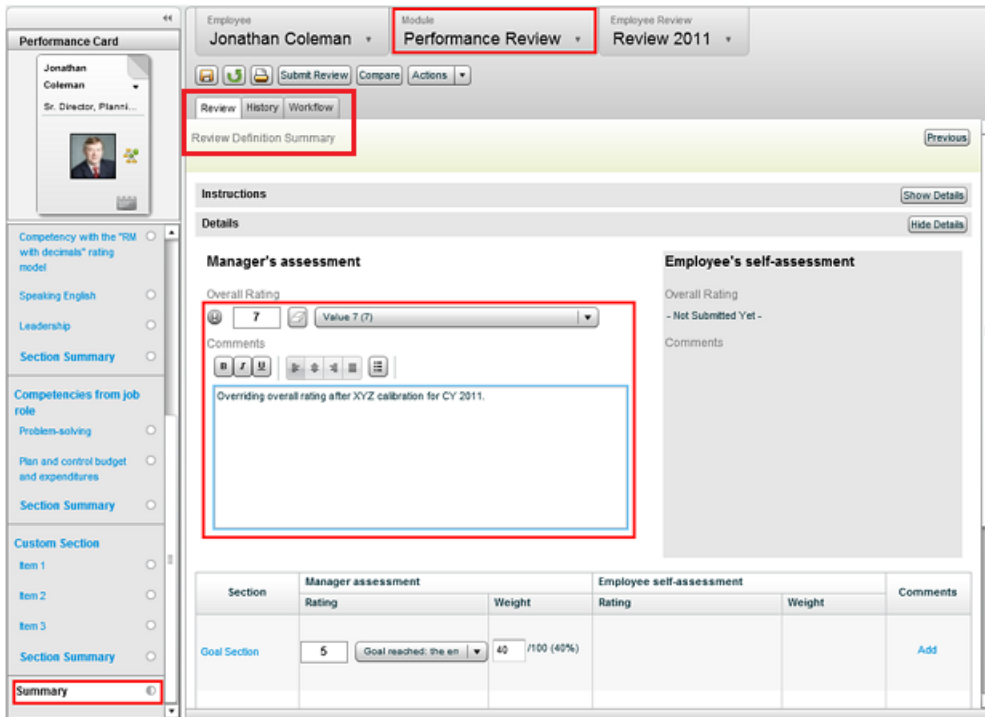 Performance Card
Jonathan
Coleman
Sr. Director, Planni...
Competency with the "RM
with decimals" rating
model
Speaking English
Leadership
Section Summary
Competencies from job
role
Problem-solving
Plan and control budget
and expenditures
Section Summary
Custom Section
Item 1
Item 2
Item 3
Section Summary
Summary
Employee
Jonathan Coleman
Module
Performance Review
Employee Review
Review 2011
Submit Review
Compare
Actions
Review
History
Workflow
Review Definition Summary
Previous
Instructions
Show Details
Details
Hide Details
Manager's assessment
Overall Rating
7
Value 7 (7)
Comments
B I U
Overriding overall rating after XYZ calibration for CY 2011.
Employee's self-assessment
Overall Rating
- Not Submitted Yet -
Comments
Section
Manager assessment
Employee self-assessment
Comments
Rating
Weight
Rating
Weight
Goal Section
5
Goal reached: the en
40
/100 (40%)
Add